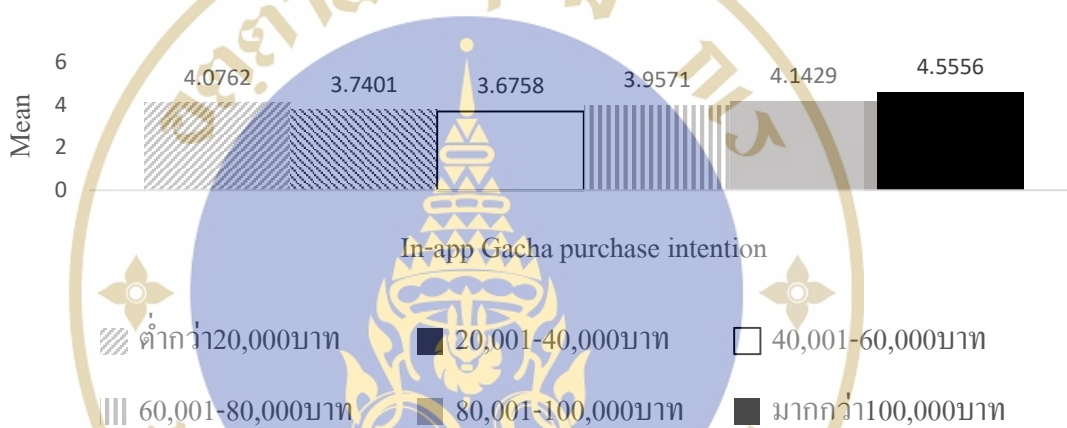 6
4.0762 3.7401 3.6758 3.9571 4.1429 4.5556
4
2
0
Mean
In-app Gacha purchase intention
ต่ำกว่า20,000บาท 20,001-40,000บาท 40,001-60,000บาท
60,001-80,000บาท 80,001-100,000บาท มากกว่า100,000บาท